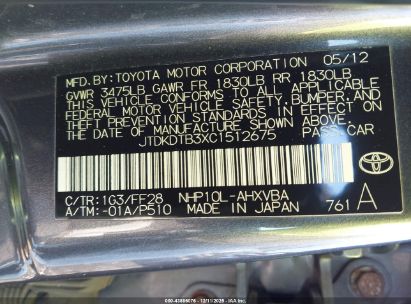 MFD.BY:TOYOTA MOTOR CORPORATION 05/12
GVWR 3475LB GAWR FR 1830LB RR 1830LB
THIS VEHICLE CONFORMS TO ALL APPLICABLE
FEDERAL MOTOR VEHICLE SAFETY, BUMPER, AND
THEFT PREVENTION STANDARDS IN EFFECT ON
THE DATE OF MANUFACTURE SHOWN ABOVE.
JTDKDTB3XC1512675 PASS.CAR
TOYOTA
C/TR: 1G3/FF28 NHP10L-AHXVBA
A/TM: -01A/P510 MADE IN JAPAN 761 A